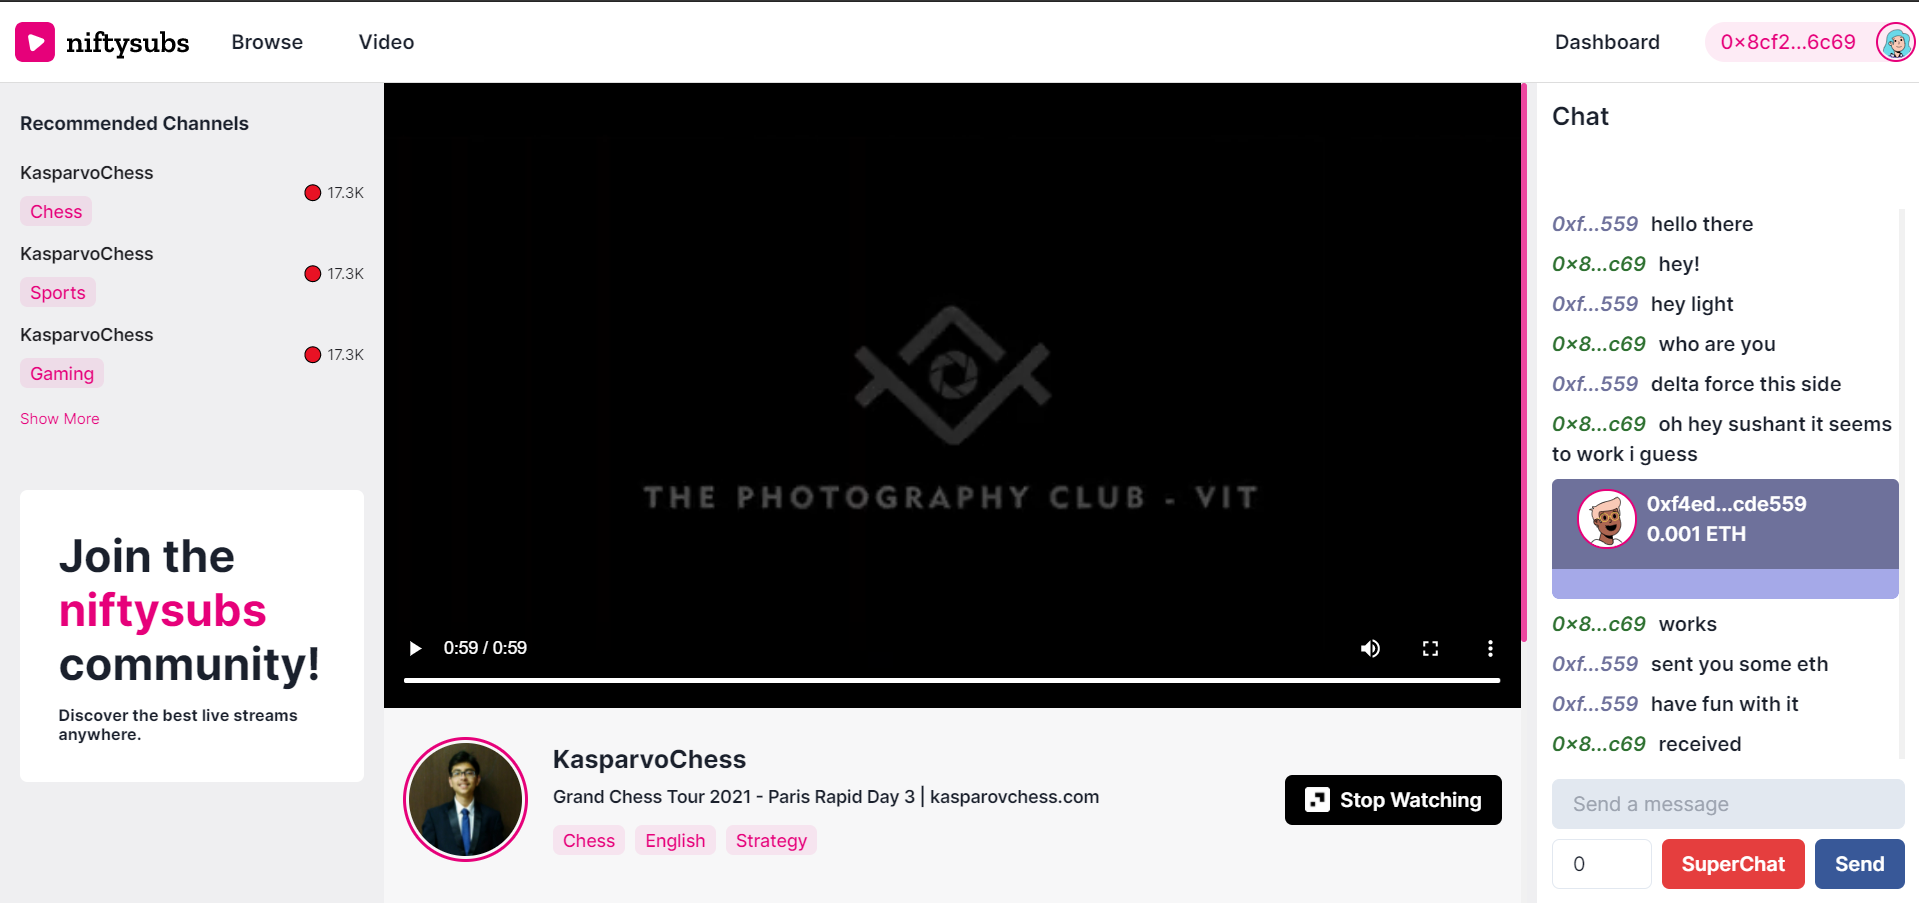 niftysubs
Browse
Video
Dashboard
0x8cf2...6c69
Recommended Channels
KasparvoChess
17.3K
Chess
KasparvoChess
17.3K
Sports
KasparvoChess
17.3K
Gaming
Show More
Join the
niftysubs
community!
Discover the best live streams
anywhere.
THE PHOTOGRAPHY CLUB - VIT
0:59 / 0:59
KasparvoChess
Grand Chess Tour 2021 - Paris Rapid Day 3 | kasparovchess.com
Chess
English
Strategy
Stop Watching
Chat
0xf...559 hello there
0x8...c69 hey!
0xf...559 hey light
0x8...c69 who are you
0xf...559 delta force this side
0x8...c69 oh hey sushant it seems
to work i guess
0xf4ed...cde559
0.001 ETH
0x8...c69 works
0xf...559 sent you some eth
0xf...559 have fun with it
0x8...c69 received
Send a message
0
SuperChat
Send